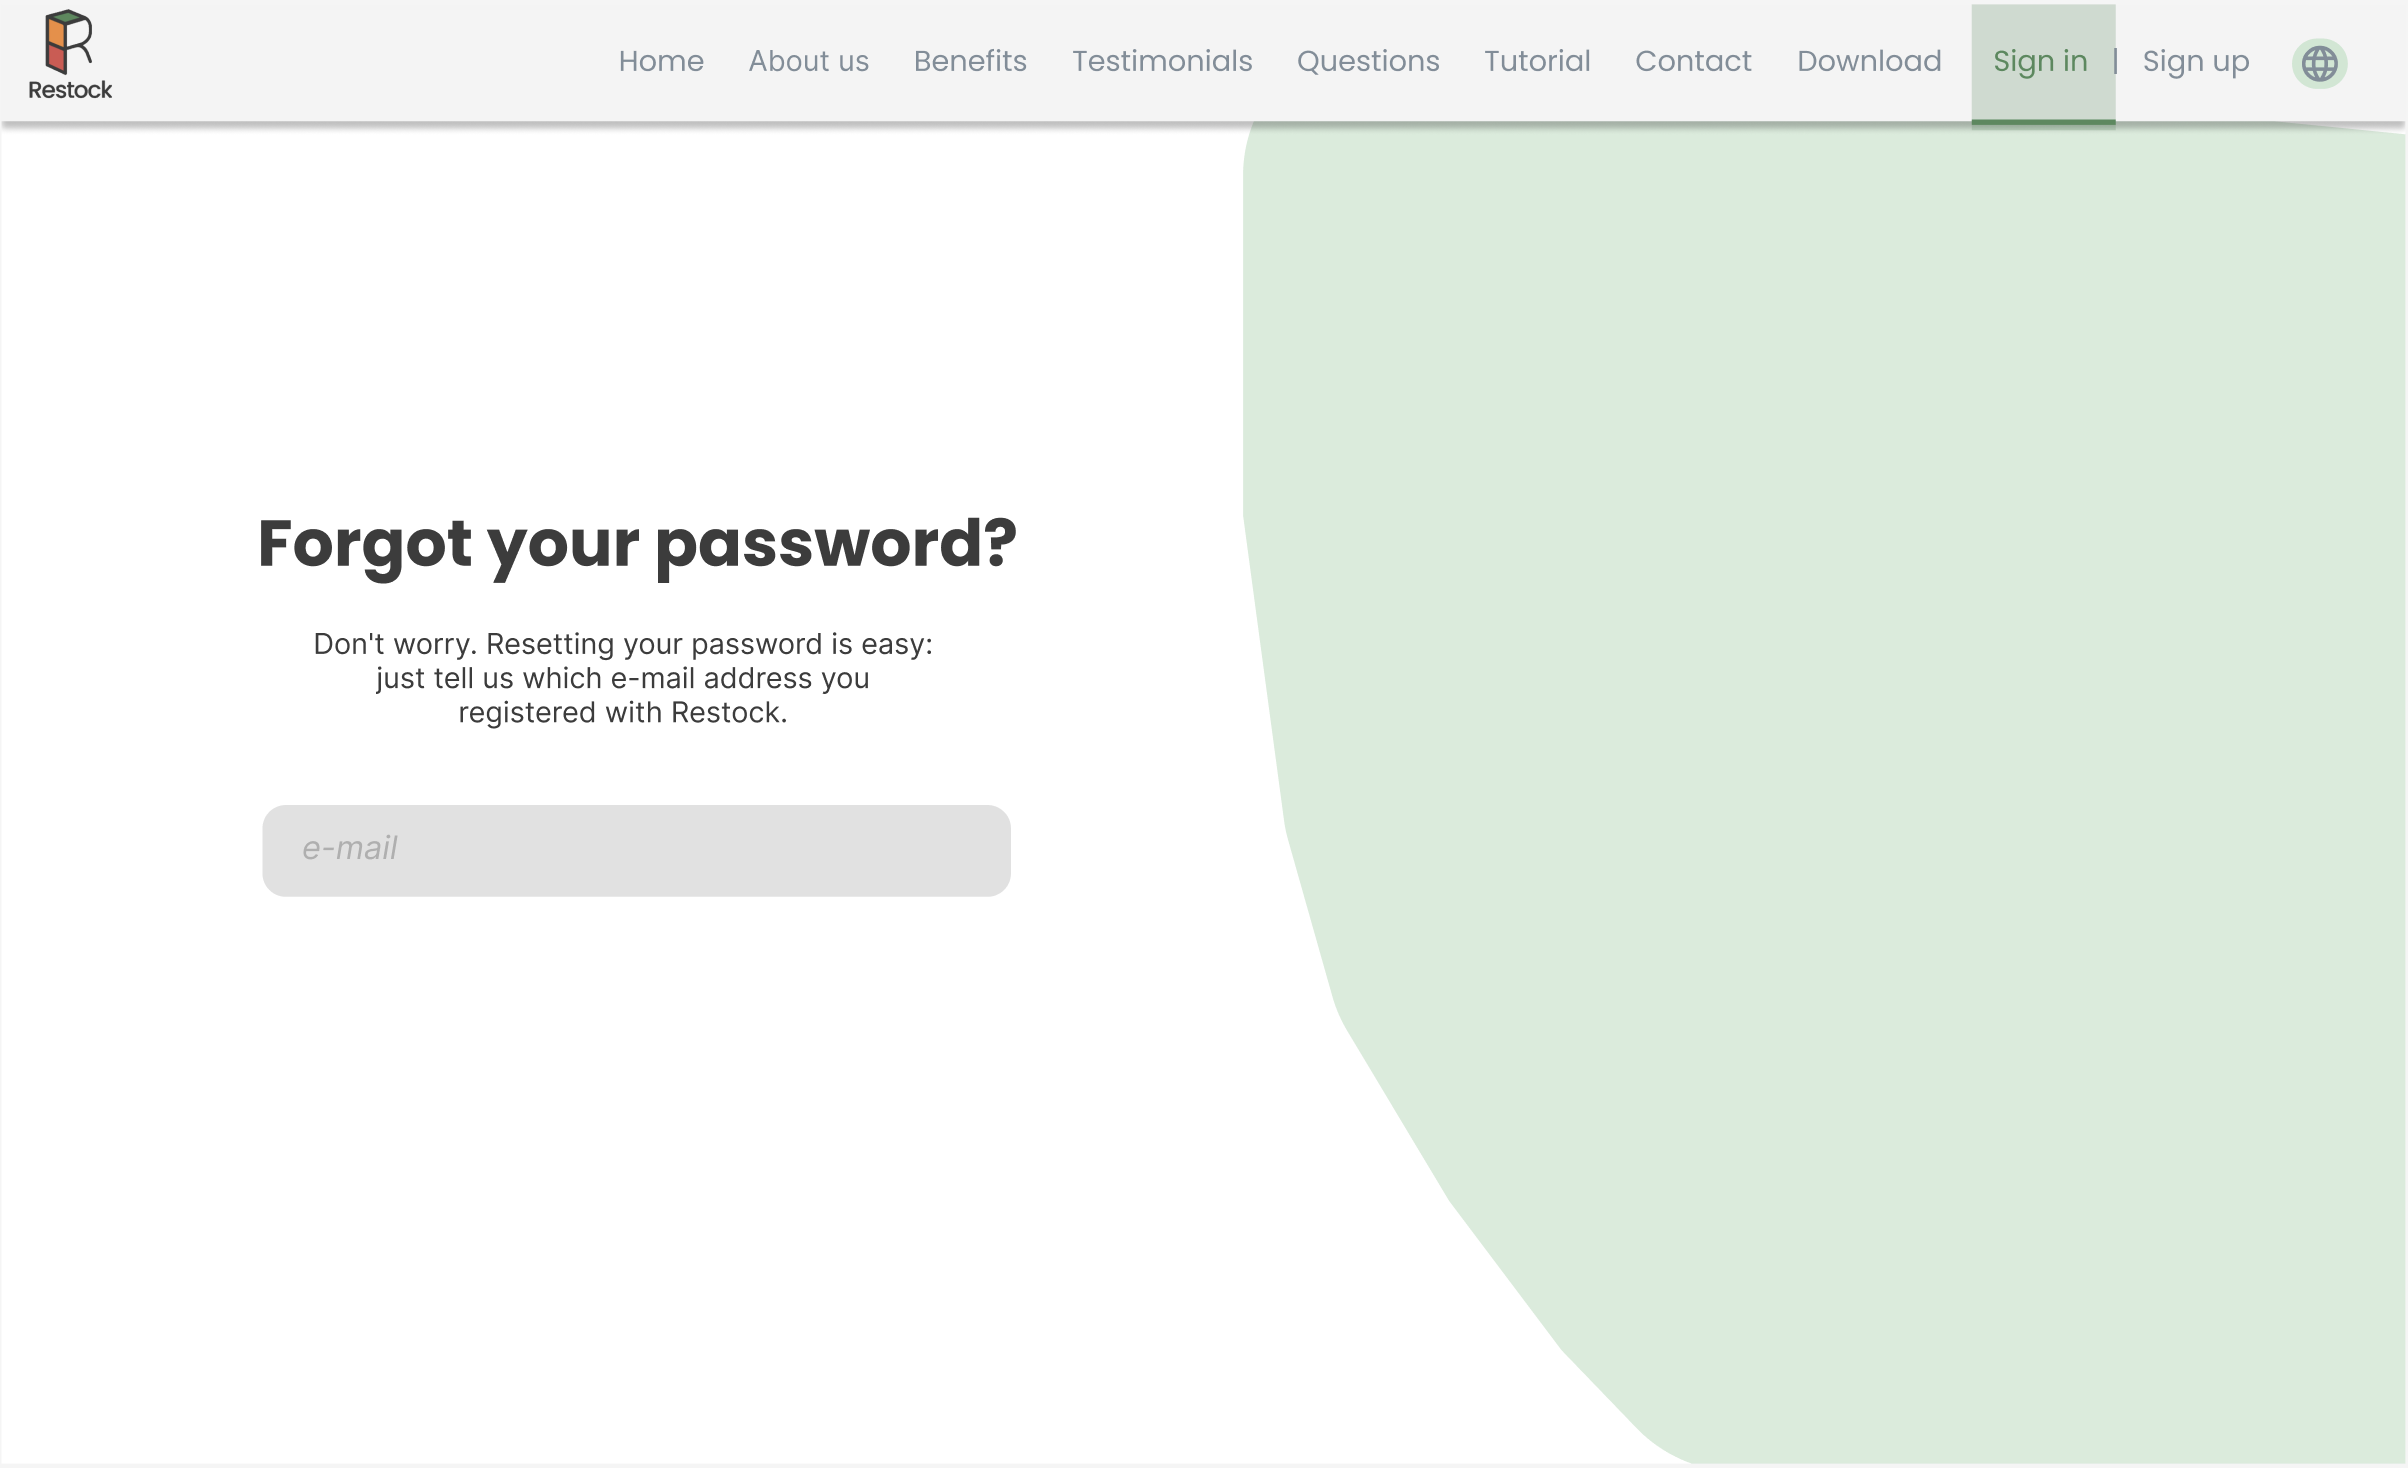 Restock
Home About us Benefits Testimonials Questions Tutorial Contact Download Sign in | Sign up
Forgot your password?
Don't worry. Resetting your password is easy:
just tell us which e-mail address you
registered with Restock.
e-mail